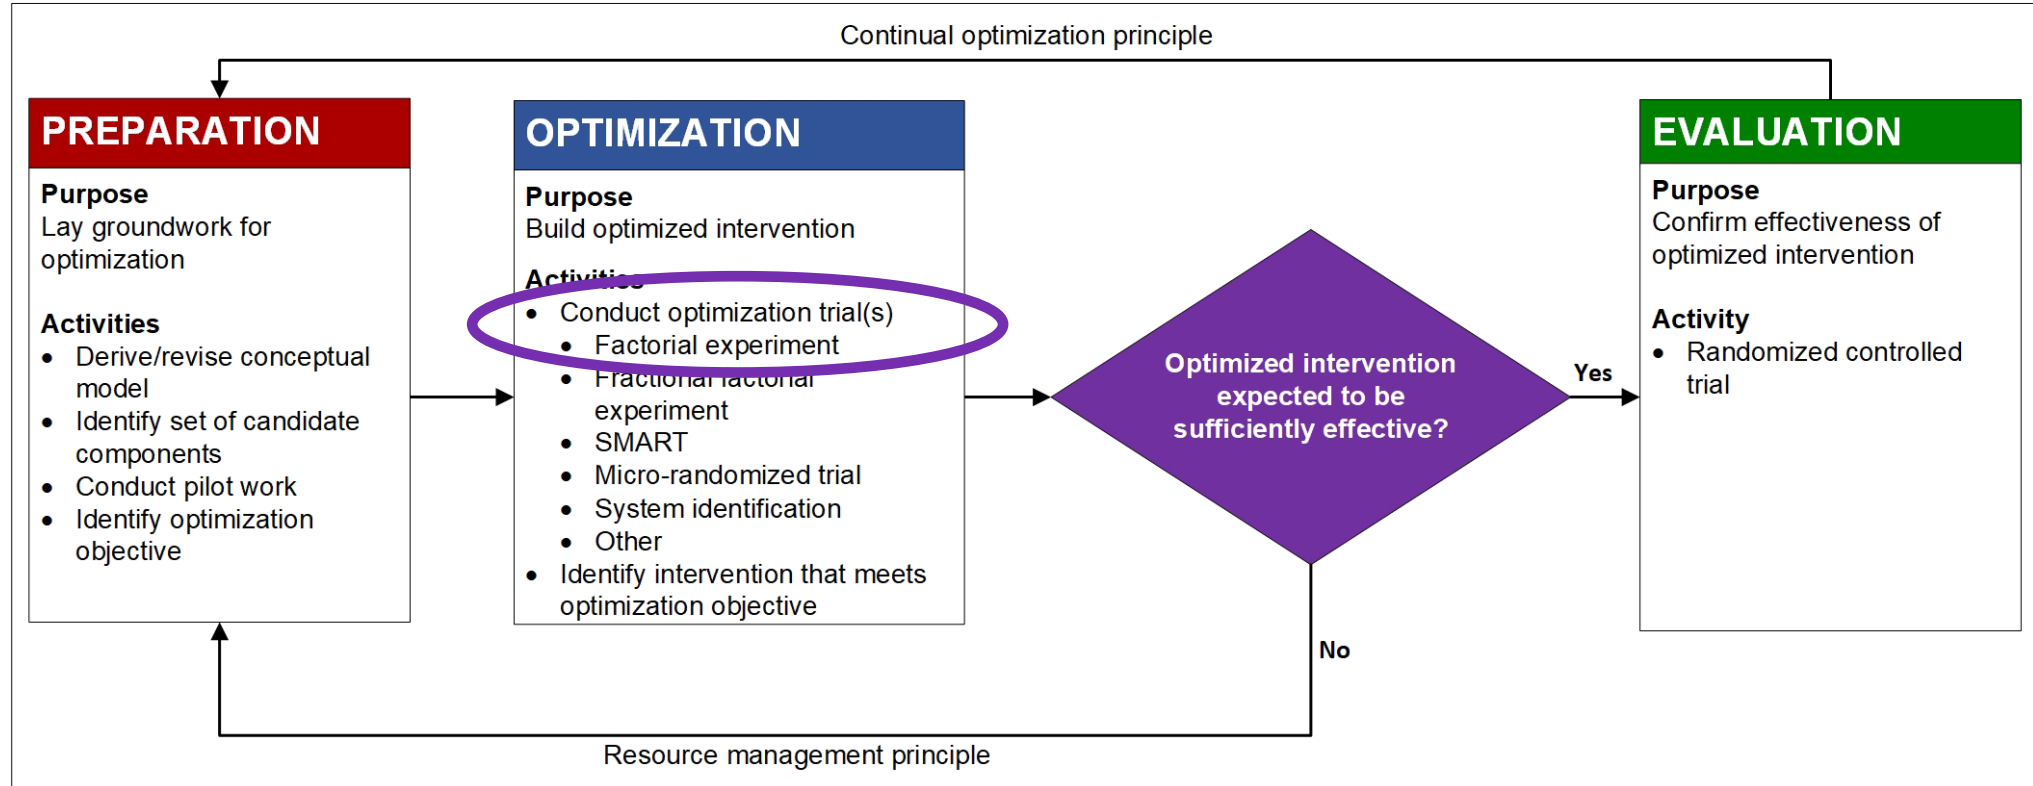 Continual optimization principle
PREPARATION
Purpose
Lay groundwork for
optimization
Activities
• Derive/revise conceptual
model
• Identify set of candidate
components
• Conduct pilot work
• Identify optimization
objective
OPTIMIZATION
Purpose
Build optimized intervention
Activities
• Conduct optimization trial(s)
• Factorial experiment
• Fractional factorial
experiment
• SMART
• Micro-randomized trial
• System identification
• Other
• Identify intervention that meets
optimization objective
Optimized intervention
expected to be
sufficiently effective?
Yes
No
EVALUATION
Purpose
Confirm effectiveness of
optimized intervention
Activity
• Randomized controlled
trial
Resource management principle